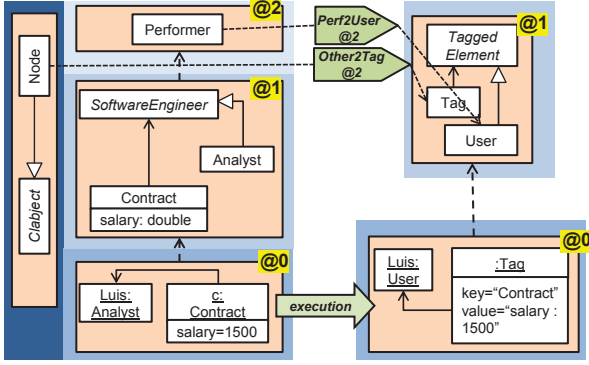 Node
Clabject
@2
Performer
@1
SoftwareEngineer
Analyst
Contract
salary: double
@0
Luis:
Analyst
c:
Contract
salary=1500
Perf2User
@2
Other2Tag
@2
execution
@1
Tagged
Element
Tag
User
@0
Luis:
User
:Tag
key=“Contract”
value=“salary :
1500”